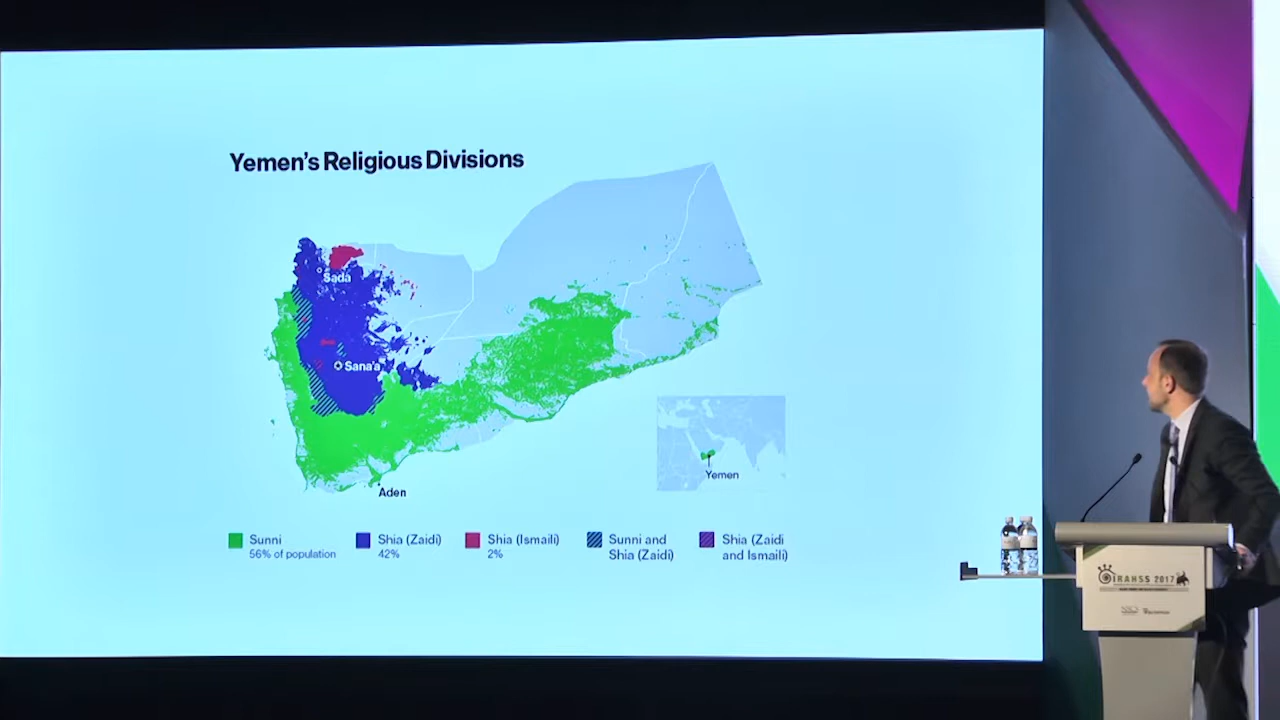 Yemen's Religious Divisions
Sada
Sana'a
Aden
Yemen
Sunni
56% of population
Shia (Zaidi)
42%
Shia (Ismaili)
2%
Sunni and
Shia (Zaidi)
Shia (Zaidi
and Ismaili)
IRAHSS 2017